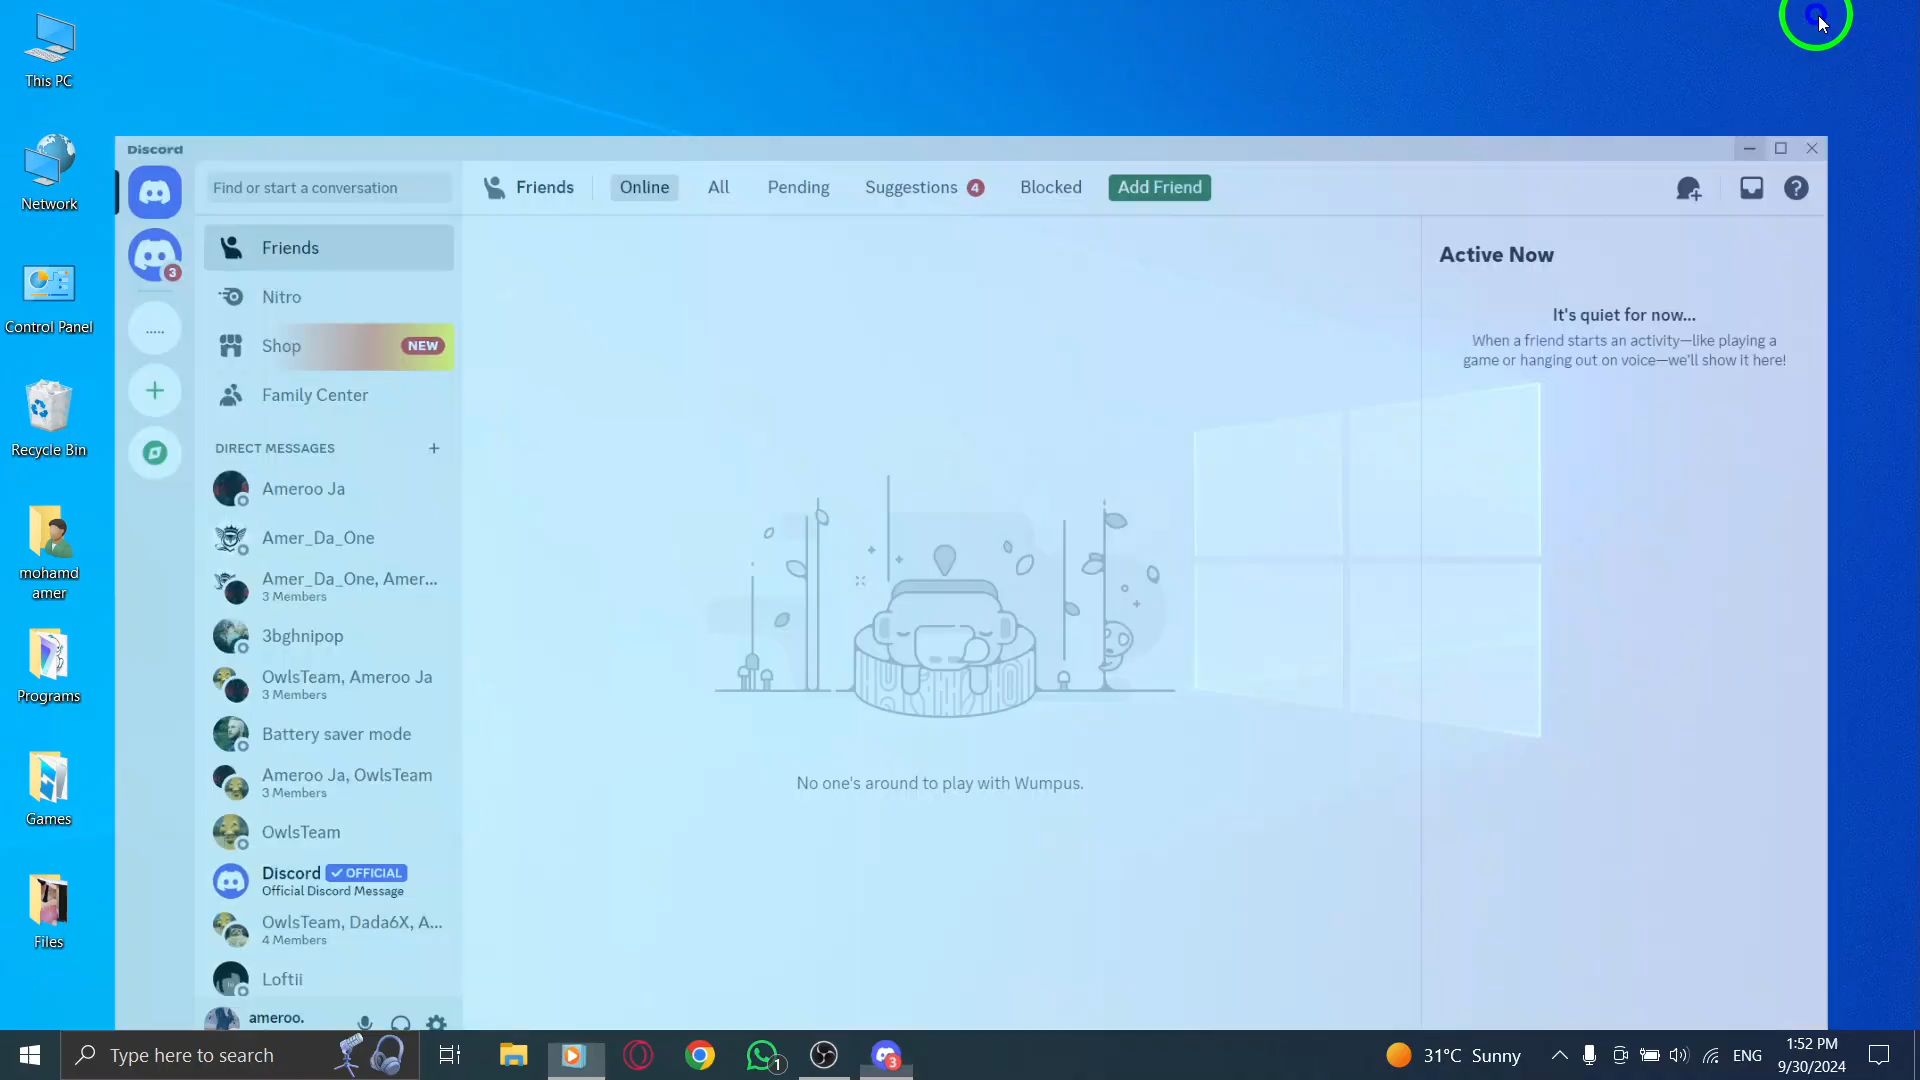 This PC
Network
Control Panel
Recycle Bin
mohamd
amer
Programs
Games
Files
Discord
3
.....
Find or start a conversation
Friends
Nitro
Shop
NEW
Family Center
DIRECT MESSAGES
Ameroo Ja
Amer_Da_One
Amer_Da_One, Amer...
3 Members
3bghnipop
OwlsTeam, Ameroo Ja
3 Members
Battery saver mode
Ameroo Ja, OwlsTeam
3 Members
OwlsTeam
Discord ✓ OFFICIAL
Official Discord Message
OwlsTeam, Dada6X, A...
4 Members
Loftii
ameroo.
Friends
Online
All
Pending
Suggestions 4
Blocked
Add Friend
No one's around to play with Wumpus.
Active Now
It's quiet for now...
When a friend starts an activity—like playing a
game or hanging out on voice—we'll show it here!
Type here to search
1
3
31°C Sunny
ENG
1:52 PM
9/30/2024